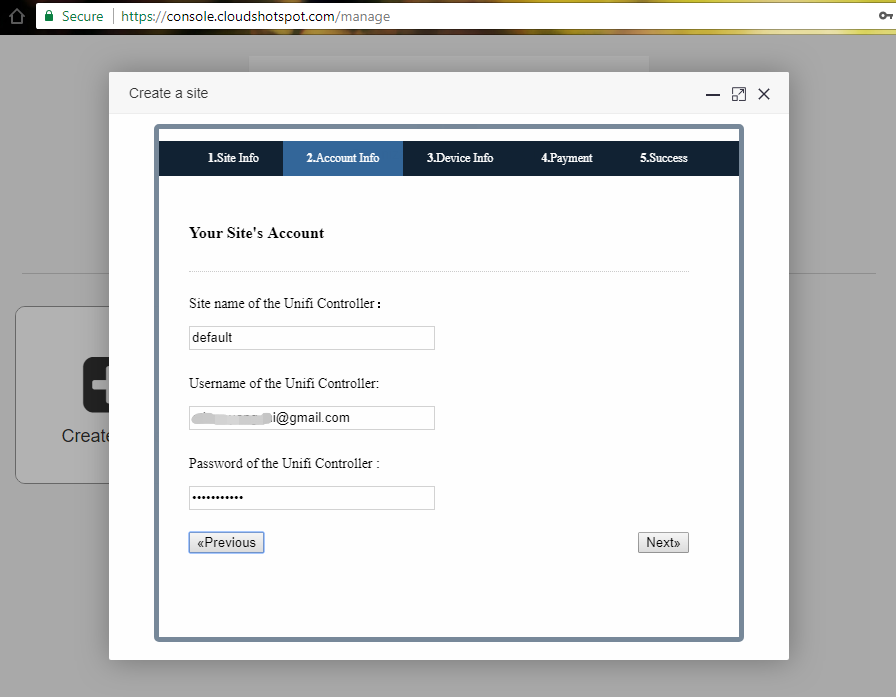 Secure
https://console.cloudshotspot.com/manage
Create a site
1.Site Info
2.Account Info
3.Device Info
4.Payment
5.Success
Your Site's Account
Site name of the Unifi Controller：
default
Username of the Unifi Controller:
i@gmail.com
Password of the Unifi Controller :
•••••••••••
«Previous
Next»
Create